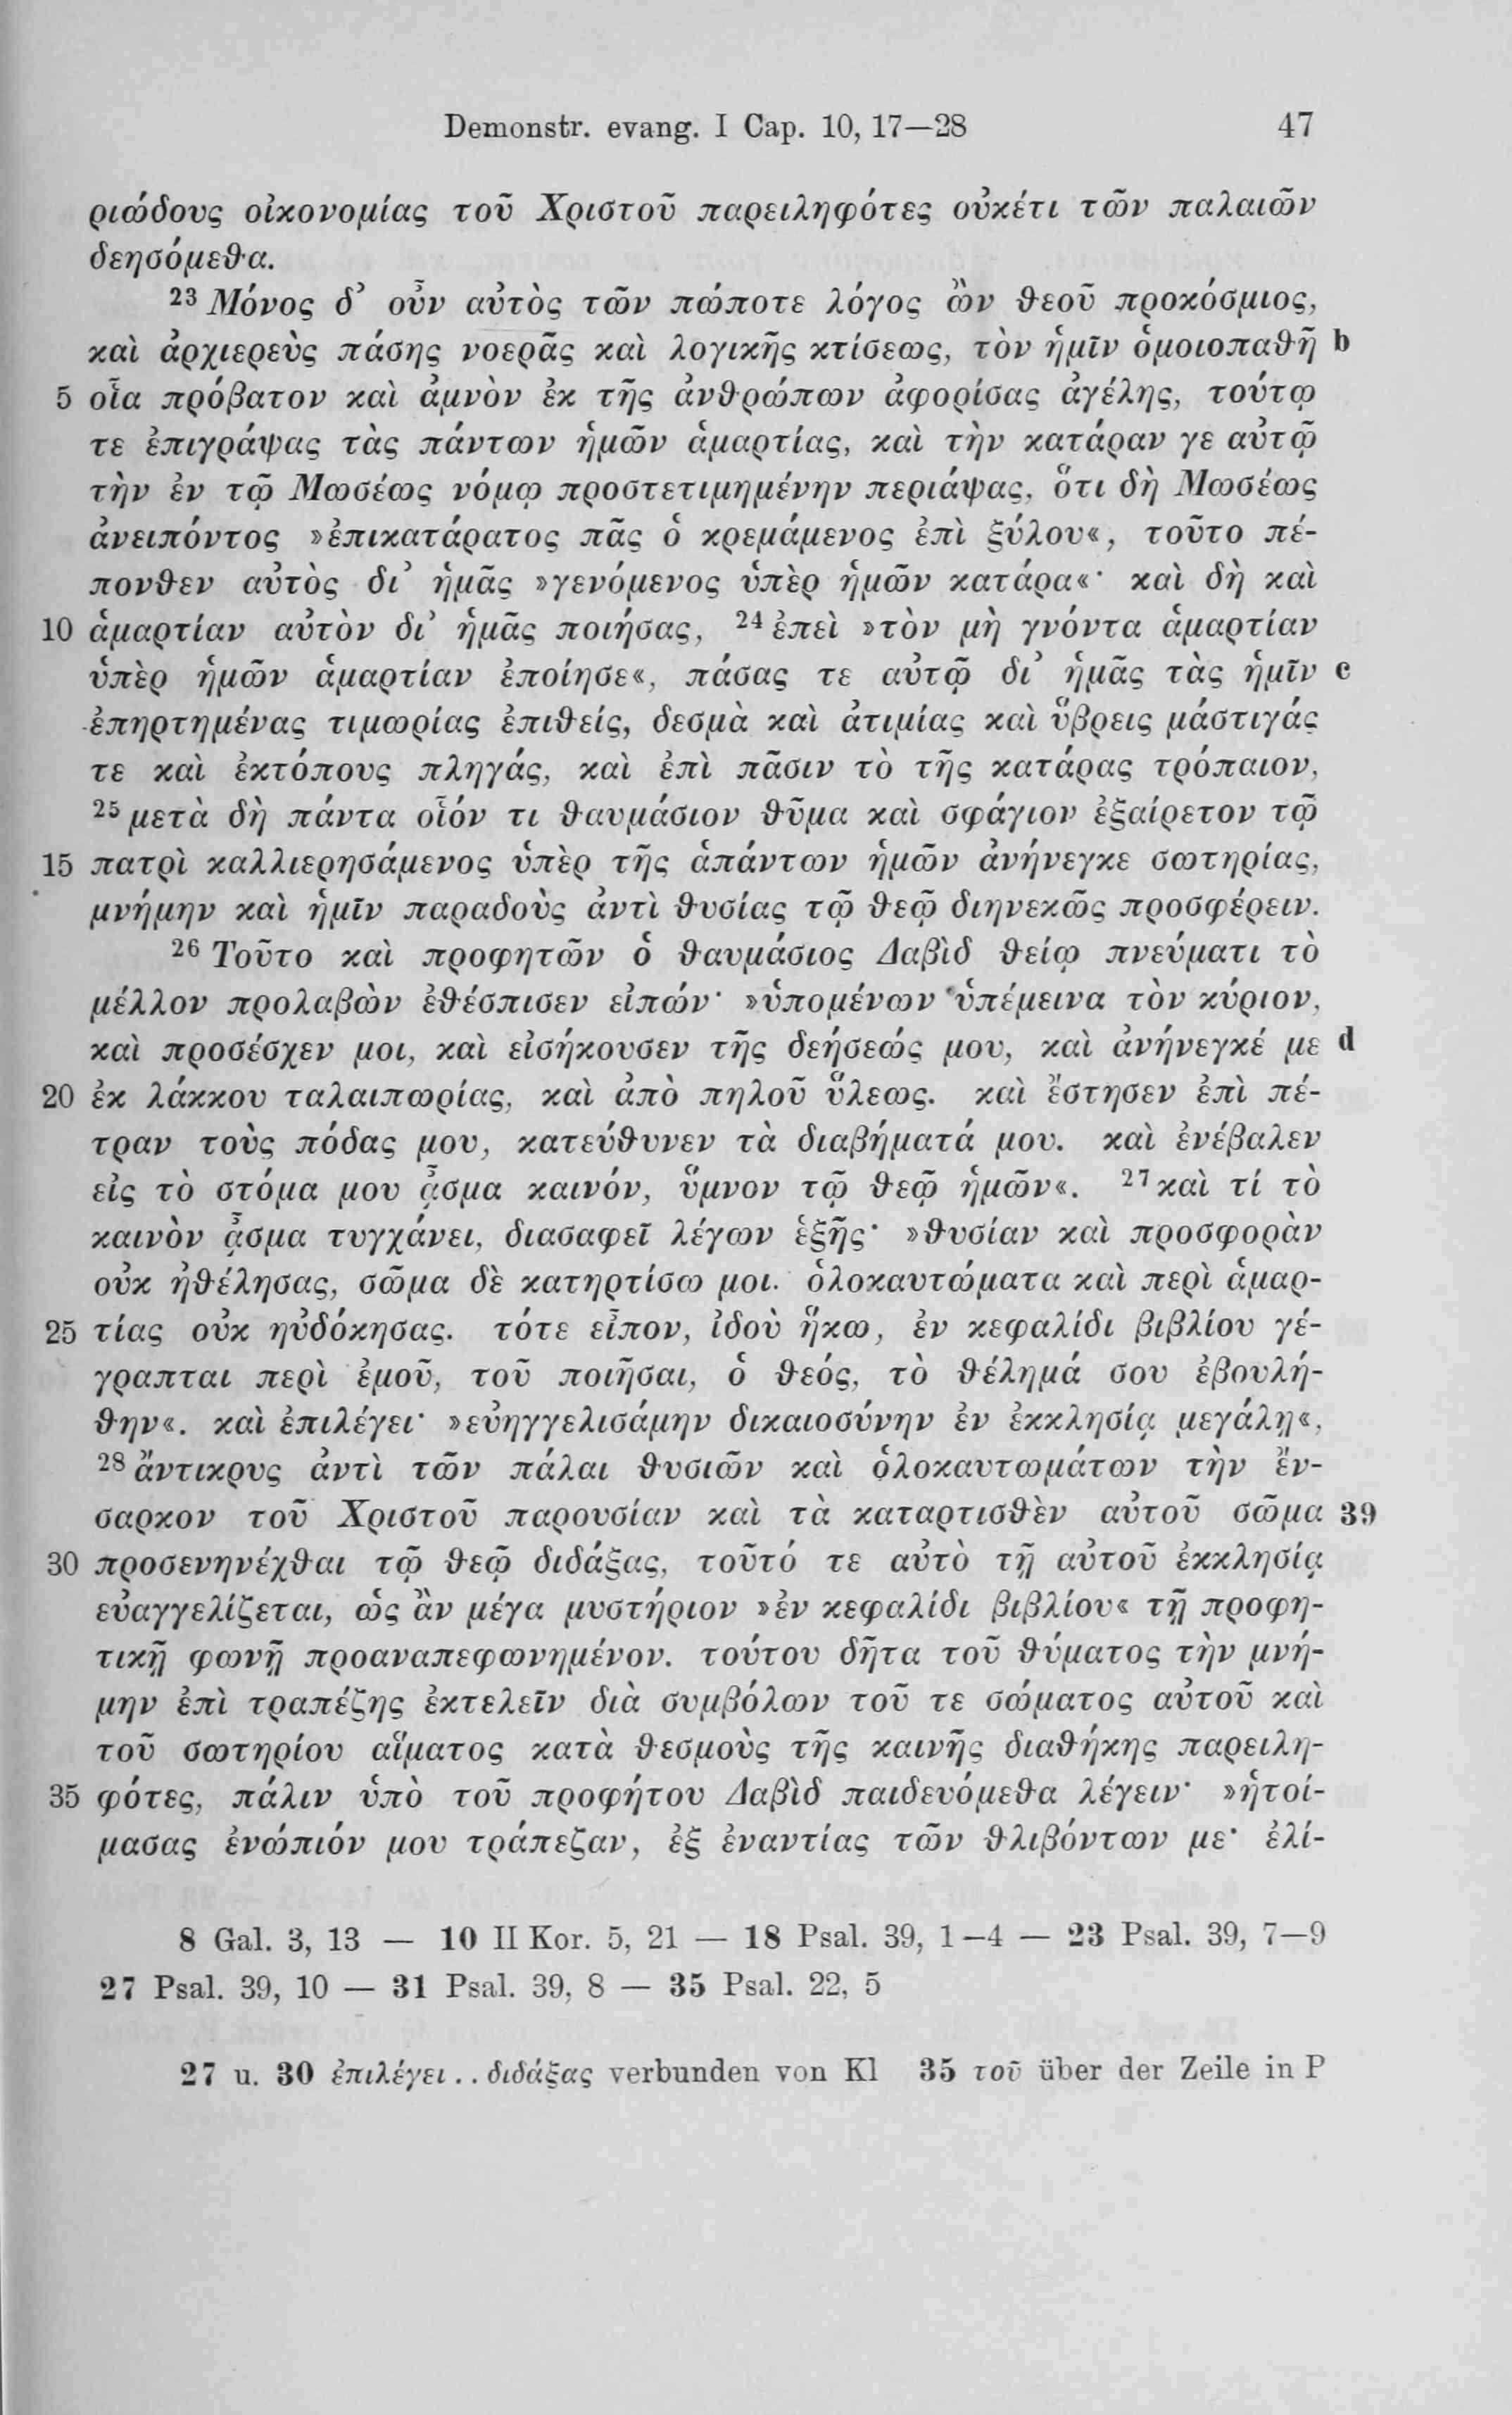 Demonstr. evang. I Cap. 10, 17—28 47
ριώδους οἰκονομίας τοῦ Χριστοῦ παρειληφότες οὐκέτι τῶν παλαιῶν
δεησόμεθα.
²³ Μόνος δ’ οὖν αὐτὸς τῶν πώποτε λόγος ὢν θεοῦ προκόσμιος,
καὶ ἀρχιερεὺς πάσης νοερᾶς καὶ λογικῆς κτίσεως, τὸν ἡμῖν ὁμοιοπαθῆ b
5 οἷα πρόβατον καὶ ἀμνὸν ἐκ τῆς ἀνθρώπων ἀφορίσας ἀγέλης, τούτῳ
τε ἐπιγράψας τὰς πάντων ἡμῶν ἁμαρτίας, καὶ τὴν κατάραν γε αὐτῷ
τὴν ἐν τῷ Μωσέως νόμῳ προστετιμημένην περιάψας, ὅτι δὴ Μωσέως
ἀνειπόντος »ἐπικατάρατος πᾶς ὁ κρεμάμενος ἐπὶ ξύλου«, τοῦτο πέ-
πονθεν αὐτὸς δι’ ἡμᾶς »γενόμενος ὑπὲρ ἡμῶν κατάρα«· καὶ δὴ καὶ
10 ἁμαρτίαν αὐτὸν δι’ ἡμᾶς ποιήσας, ²⁴ ἐπεὶ »τὸν μὴ γνόντα ἁμαρτίαν
ὑπὲρ ἡμῶν ἁμαρτίαν ἐποίησε«, πάσας τε αὐτῷ δι’ ἡμᾶς τὰς ἡμῖν c
ἐπηρτημένας τιμωρίας ἐπιθείς, δεσμὰ καὶ ἀτιμίας καὶ ὕβρεις μάστιγάς
τε καὶ ἐκτόπους πληγάς, καὶ ἐπὶ πᾶσιν τὸ τῆς κατάρας τρόπαιον,
²⁵ μετὰ δὴ πάντα οἷόν τι θαυμάσιον θῦμα καὶ σφάγιον ἐξαίρετον τῷ
15 πατρὶ καλλιερησάμενος ὑπὲρ τῆς ἁπάντων ἡμῶν ἀνήνεγκε σωτηρίας,
μνήμην καὶ ἡμῖν παραδοὺς ἀντὶ θυσίας τῷ θεῷ διηνεκῶς προσφέρειν.
²⁶ Τοῦτο καὶ προφητῶν ὁ θαυμάσιος Δαβὶδ θείῳ πνεύματι τὸ
μέλλον προλαβὼν ἐθέσπισεν εἰπών· »ὑπομένων ὑπέμεινα τὸν κύριον,
καὶ προσέσχεν μοι, καὶ εἰσήκουσεν τῆς δεήσεώς μου, καὶ ἀνήνεγκέ με d
20 ἐκ λάκκου ταλαιπωρίας, καὶ ἀπὸ πηλοῦ ὕλεως. καὶ ἔστησεν ἐπὶ πέ-
τραν τοὺς πόδας μου, κατεύθυνεν τὰ διαβήματά μου. καὶ ἐνέβαλεν
εἰς τὸ στόμα μου ᾆσμα καινόν, ὕμνον τῷ θεῷ ἡμῶν«. ²⁷ καὶ τί τὸ
καινὸν ᾆσμα τυγχάνει, διασαφεῖ λέγων ἑξῆς· »θυσίαν καὶ προσφορὰν
οὐκ ἠθέλησας, σῶμα δὲ κατηρτίσω μοι. ὁλοκαυτώματα καὶ περὶ ἁμαρ-
25 τίας οὐκ ηὐδόκησας. τότε εἶπον, ἰδοὺ ἥκω, ἐν κεφαλίδι βιβλίου γέ-
γραπται περὶ ἐμοῦ, τοῦ ποιῆσαι, ὁ θεός, τὸ θέλημά σου ἐβουλή-
θην«. καὶ ἐπιλέγει· »εὐηγγελισάμην δικαιοσύνην ἐν ἐκκλησίᾳ μεγάλῃ«,
²⁸ ἄντικρυς ἀντὶ τῶν πάλαι θυσιῶν καὶ ὁλοκαυτωμάτων τὴν ἔν-
σαρκον τοῦ Χριστοῦ παρουσίαν καὶ τὰ καταρτισθὲν αὐτοῦ σῶμα 39
30 προσενηνέχθαι τῷ θεῷ διδάξας, τοῦτό τε αὐτὸ τῇ αὐτοῦ ἐκκλησίᾳ
εὐαγγελίζεται, ὡς ἂν μέγα μυστήριον »ἐν κεφαλίδι βιβλίου« τῇ προφη-
τικῇ φωνῇ προαναπεφωνημένον. τούτου δῆτα τοῦ θύματος τὴν μνή-
μην ἐπὶ τραπέζης ἐκτελεῖν διὰ συμβόλων τοῦ τε σώματος αὐτοῦ καὶ
τοῦ σωτηρίου αἵματος κατὰ θεσμοὺς τῆς καινῆς διαθήκης παρειλη-
35 φότες, πάλιν ὑπὸ τοῦ προφήτου Δαβὶδ παιδευόμεθα λέγειν· »ἡτοί-
μασας ἐνώπιόν μου τράπεζαν, ἐξ ἐναντίας τῶν θλιβόντων με· ἐλί-
8 Gal. 3, 13 — 10 II Kor. 5, 21 — 18 Psal. 39, 1—4 — 23 Psal. 39, 7—9
27 Psal. 39, 10 — 31 Psal. 39, 8 — 35 Psal. 22, 5
27 u. 30 ἐπιλέγει . . διδάξας verbunden von Kl 35 τοῦ über der Zeile in P